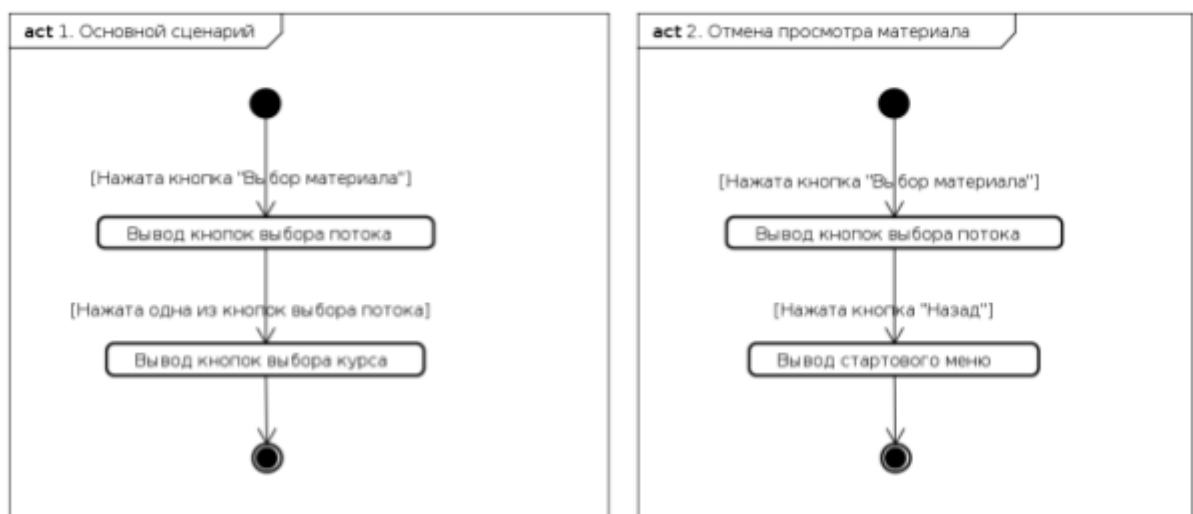 act 1. Основной сценарий
[Нажата кнопка "Выбор материала"]
Вывод кнопок выбора потока
[Нажата одна из кнопок выбора потока]
Вывод кнопок выбора курса
act 2. Отмена просмотра материала
[Нажата кнопка "Выбор материала"]
Вывод кнопок выбора потока
[Нажата кнопка "Назад"]
Вывод стартового меню